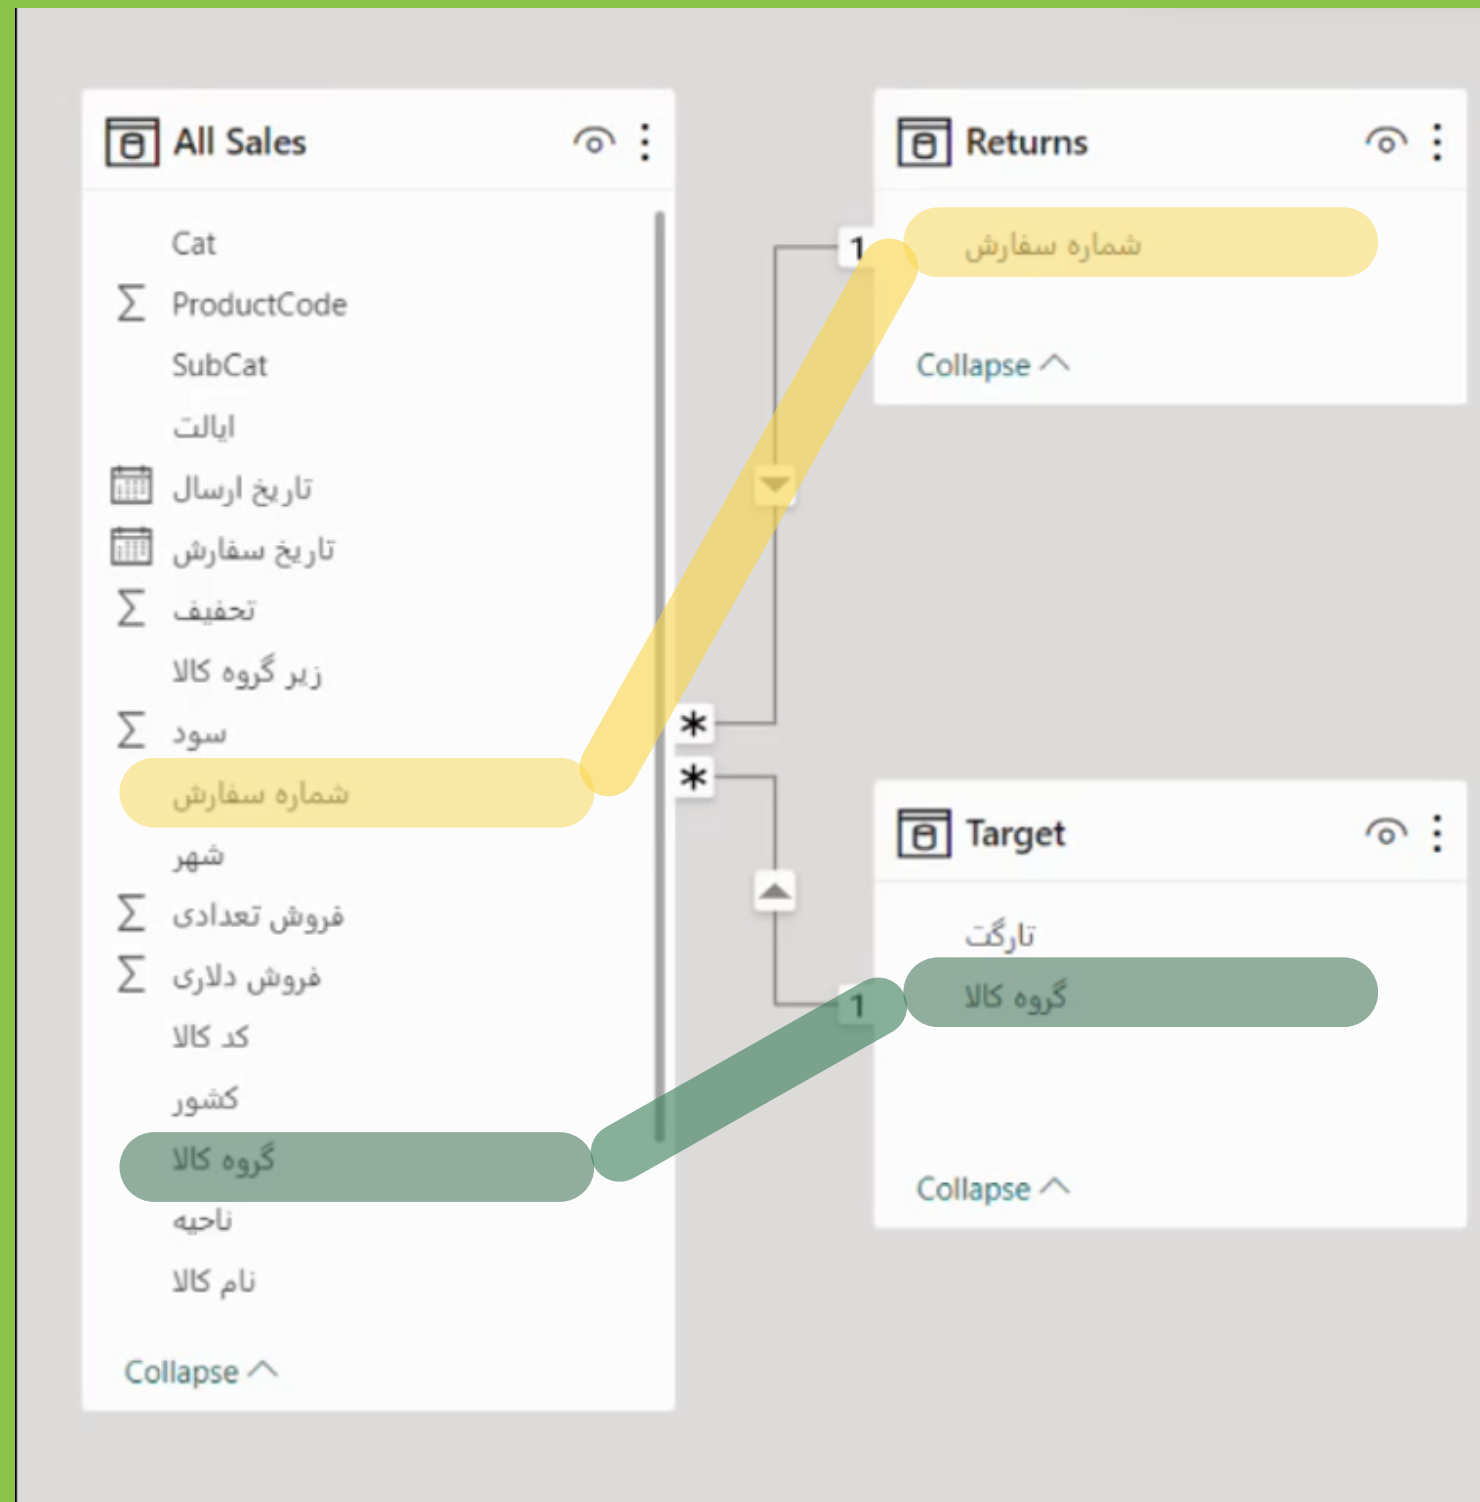 All Sales
Cat
∑ ProductCode
SubCat
ایالت
تاریخ ارسال
تاریخ سفارش
∑ تحفیف
زیر گروه کالا
∑ سود
شماره سفارش
شهر
∑ فروش تعدادی
∑ فروش دلاری
کد کالا
کشور
گروه کالا
ناحیه
نام کالا
Collapse
Returns
شماره سفارش
Collapse
1
*
*
1
Target
تارگت
گروه کالا
Collapse